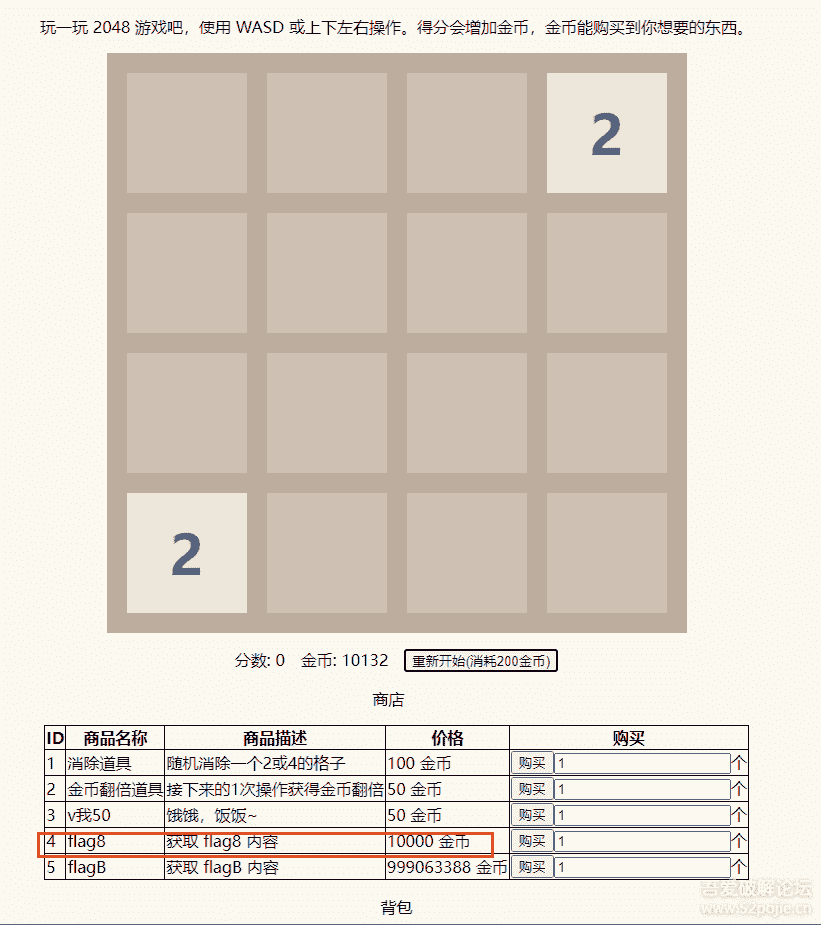 玩一玩 2048 游戏吧，使用 WASD 或上下左右操作。得分会增加金币，金币能购买到你想要的东西。
2
2
分数: 0 金币: 10132 重新开始(消耗200金币)
商店
ID 商品名称 商品描述 价格 购买
1 消除道具 随机消除一个2或4的格子 100 金币 购买 1 个
2 金币翻倍道具 接下来的1次操作获得金币翻倍 50 金币 购买 1 个
3 v我50 饿饿，饭饭~ 50 金币 购买 1 个
4 flag8 获取 flag8 内容 10000 金币 购买 1 个
5 flagB 获取 flagB 内容 999063388 金币 购买 1 个
背包
吾爱破解论坛
www.52pojie.cn